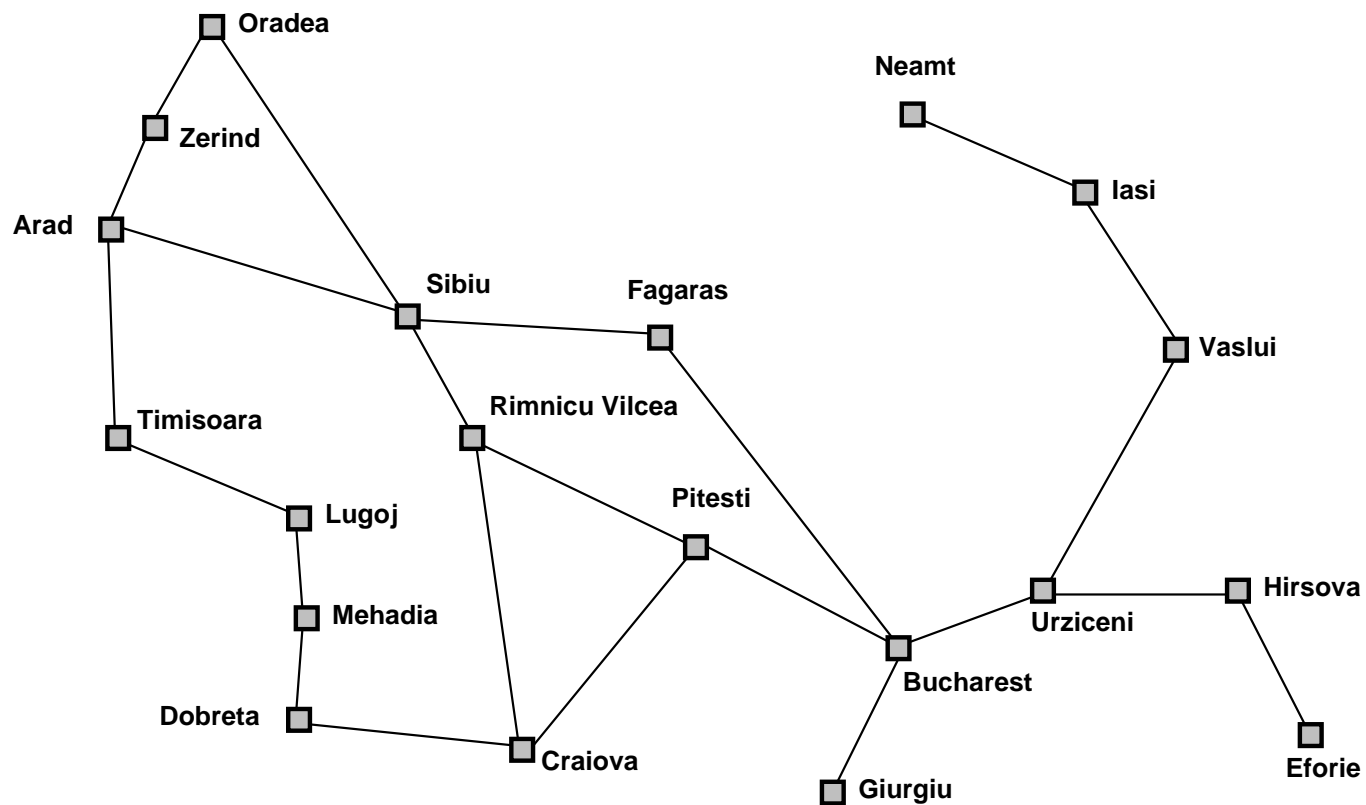 Oradea
Neamt
Zerind
Iasi
Arad
Sibiu
Fagaras
Vaslui
Rimnicu Vilcea
Timisoara
Pitesti
Lugoj
Hirsova
Mehadia
Urziceni
Bucharest
Dobreta
Craiova
Eforie
Giurgiu